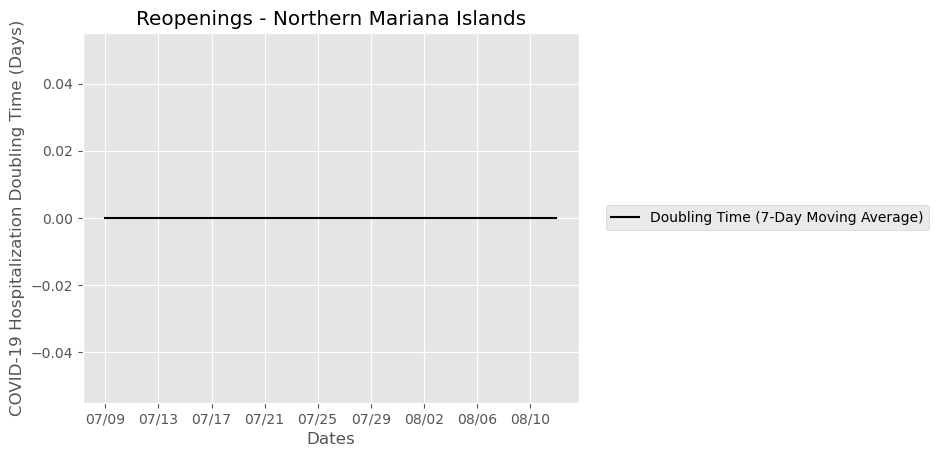 Reopenings - Northern Mariana Islands
COVID-19 Hospitalization Doubling Time (Days)
0.04
0.02
0.00
−0.02
−0.04
07/09 07/13 07/17 07/21 07/25 07/29 08/02 08/06 08/10
Dates
Doubling Time (7-Day Moving Average)